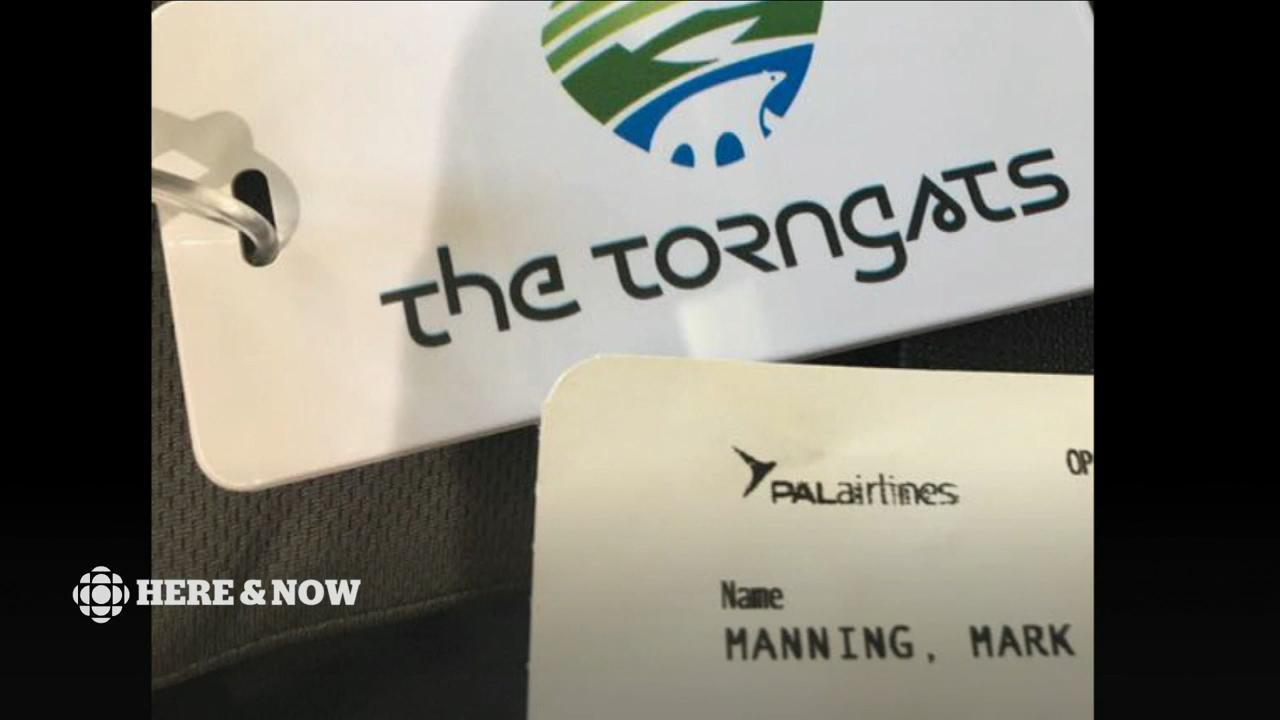 the TORNGATS
PALairlines
OP
Name
MANNING, MARK
HERE & NOW